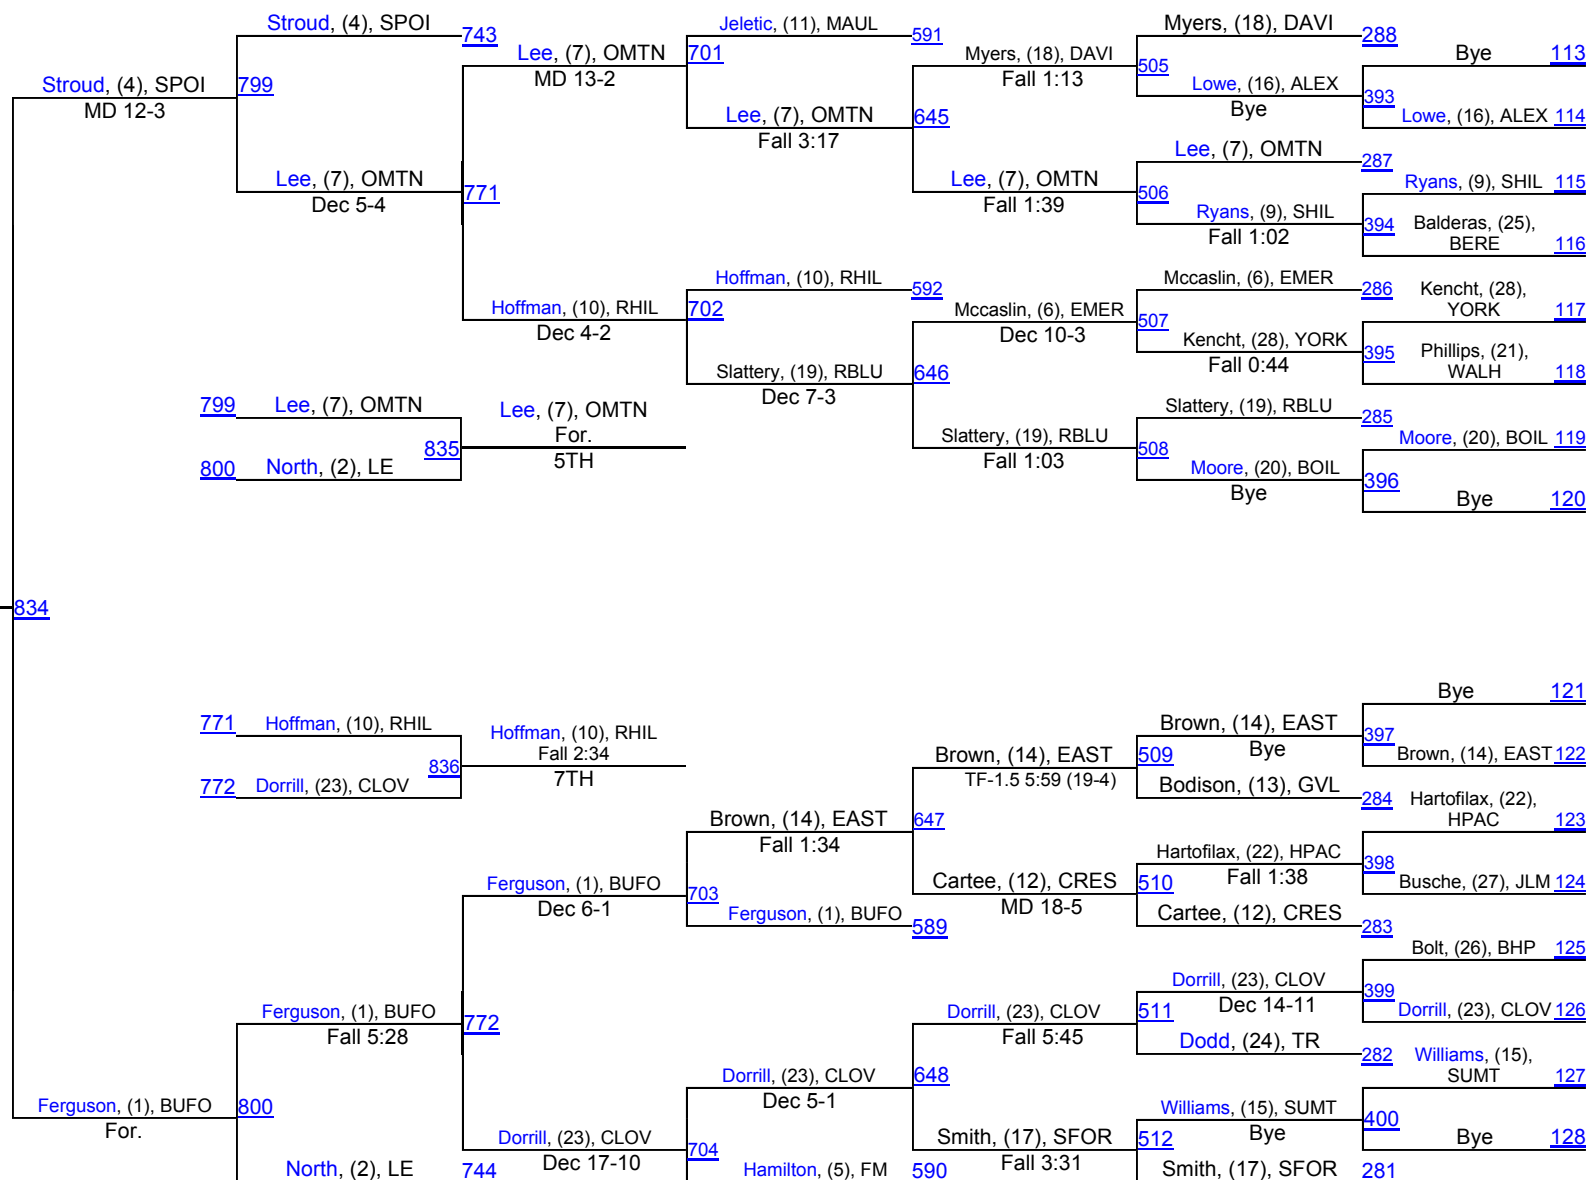 Stroud, (4), SPOI
743
Jeletic, (11), MAUL
591
Myers, (18), DAVI
288
Lee, (7), OMTN
701
MD 13-2
Myers, (18), DAVI
505
Fall 1:13
Bye
113
Stroud, (4), SPOI
799
MD 12-3
Lowe, (16), ALEX
393
Bye
Lee, (7), OMTN
645
Fall 3:17
Lowe, (16), ALEX
114
Lee, (7), OMTN
287
Lee, (7), OMTN
771
Dec 5-4
Lee, (7), OMTN
506
Fall 1:39
Ryans, (9), SHIL
115
Ryans, (9), SHIL
394
Fall 1:02
Balderas, (25),
BERE
116
Hoffman, (10), RHIL
592
Mccaslin, (6), EMER
286
Kencht, (28),
YORK
117
Hoffman, (10), RHIL
702
Dec 4-2
Mccaslin, (6), EMER
507
Dec 10-3
Kencht, (28), YORK
395
Fall 0:44
Phillips, (21),
WALH
118
Slattery, (19), RBLU
646
Dec 7-3
799
Lee, (7), OMTN
Lee, (7), OMTN
For.
5TH
835
800
North, (2), LE
Slattery, (19), RBLU
285
Slattery, (19), RBLU
508
Fall 1:03
Moore, (20), BOIL
119
Moore, (20), BOIL
396
Bye
Bye
120
834
Bye
121
771
Hoffman, (10), RHIL
Hoffman, (10), RHIL
Fall 2:34
7TH
836
772
Dorrill, (23), CLOV
Brown, (14), EAST
397
Bye
Brown, (14), EAST
509
TF-1.5 5:59 (19-4)
Brown, (14), EAST
122
Bodison, (13), GVL
284
Hartofilax, (22),
HPAC
123
Brown, (14), EAST
647
Fall 1:34
Hartofilax, (22), HPAC
398
Fall 1:38
Ferguson, (1), BUFO
703
Dec 6-1
Cartee, (12), CRES
510
MD 18-5
Busche, (27), JLM
124
Ferguson, (1), BUFO
589
Cartee, (12), CRES
283
Bolt, (26), BHP
125
Dorrill, (23), CLOV
399
Dec 14-11
Ferguson, (1), BUFO
772
Fall 5:28
Dorrill, (23), CLOV
511
Fall 5:45
Dorrill, (23), CLOV
126
Dodd, (24), TR
282
Williams, (15),
SUMT
127
Dorrill, (23), CLOV
648
Dec 5-1
Ferguson, (1), BUFO
800
For.
Williams, (15), SUMT
400
Bye
Dorrill, (23), CLOV
704
Dec 17-10
Smith, (17), SFOR
512
Fall 3:31
Bye
128
North, (2), LE
744
Hamilton, (5), FM
590
Smith, (17), SFOR
281